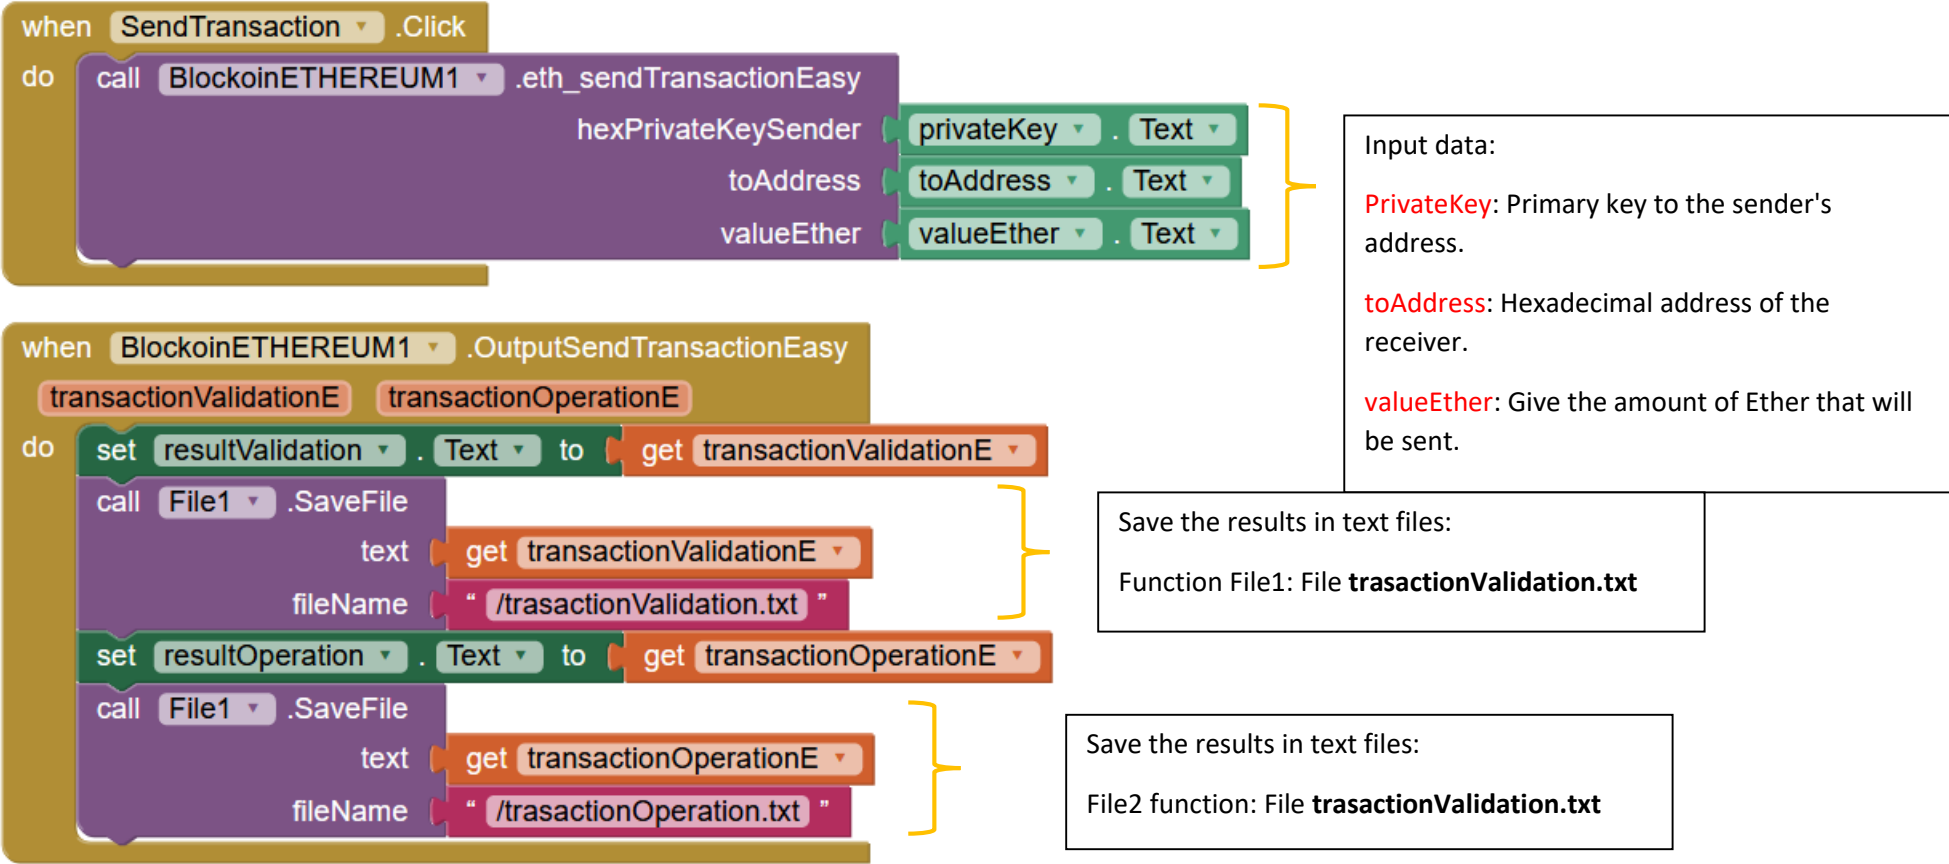 when SendTransaction .Click
do call BlockoinETHEREUM1 .eth_sendTransactionEasy
hexPrivateKeySender privateKey . Text
toAddress toAddress . Text
valueEther valueEther . Text
Input data:
PrivateKey: Primary key to the sender's
address.
toAddress: Hexadecimal address of the
receiver.
valueEther: Give the amount of Ether that will
be sent.
when BlockoinETHEREUM1 .OutputSendTransactionEasy
transactionValidationE transactionOperationE
do set resultValidation . Text to get transactionValidationE
call File1 .SaveFile
text get transactionValidationE
fileName “ /trasactionValidation.txt ”
Save the results in text files:
Function File1: File trasactionValidation.txt
set resultOperation . Text to get transactionOperationE
call File1 .SaveFile
text get transactionOperationE
fileName “ /trasactionOperation.txt ”
Save the results in text files:
File2 function: File trasactionValidation.txt